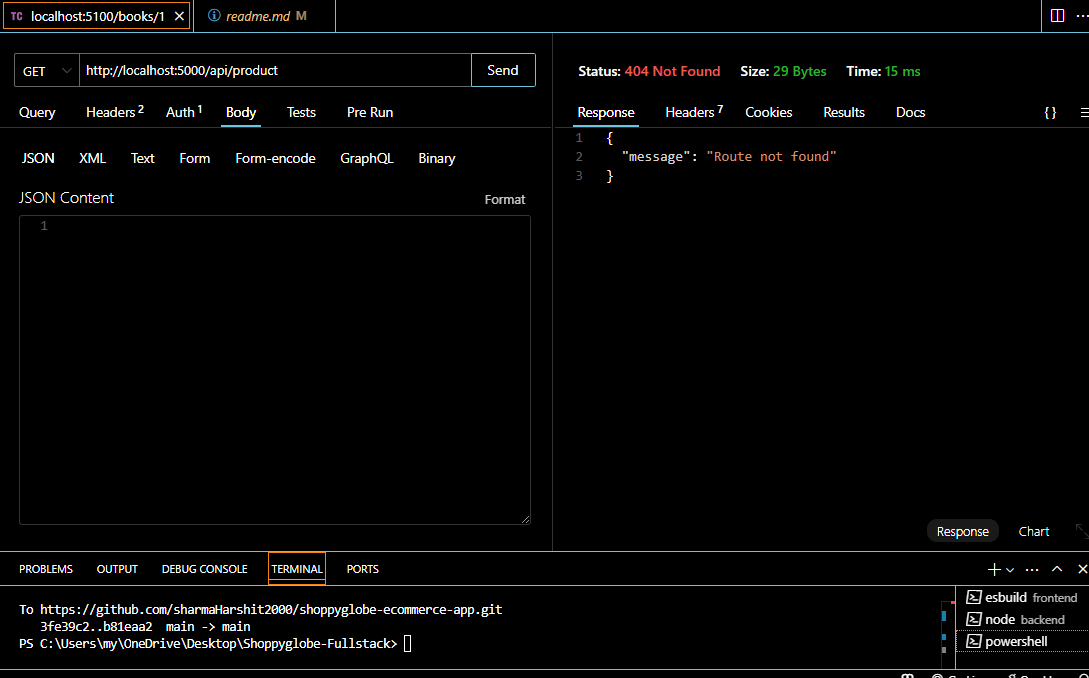 TC localhost:5100/books/1
readme.md M
GET http://localhost:5000/api/product Send
Query Headers 2 Auth 1 Body Tests Pre Run
JSON XML Text Form Form-encode GraphQL Binary
JSON Content Format
1
Status: 404 Not Found Size: 29 Bytes Time: 15 ms
Response Headers 7 Cookies Results Docs {}
1 {
2 "message": "Route not found"
3 }
Response Chart
PROBLEMS OUTPUT DEBUG CONSOLE TERMINAL PORTS
To https://github.com/sharmaHarshit2000/shoppyglobe-ecommerce-app.git
3fe39c2..b81eaa2 main -> main
PS C:\Users\my\OneDrive\Desktop\Shoppyglobe-Fullstack>
esbuild frontend
node backend
powershell